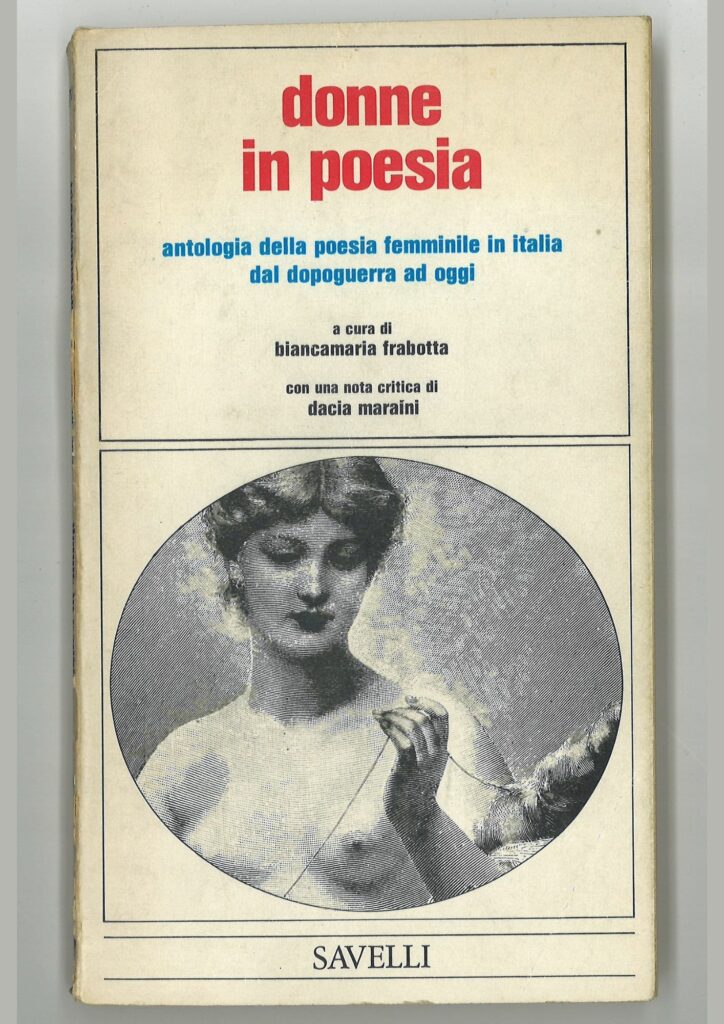 donne
in poesia
antologia della poesia femminile in italia
dal dopoguerra ad oggi
a cura di
biancamaria frabotta
con una nota critica di
dacia maraini
SAVELLI